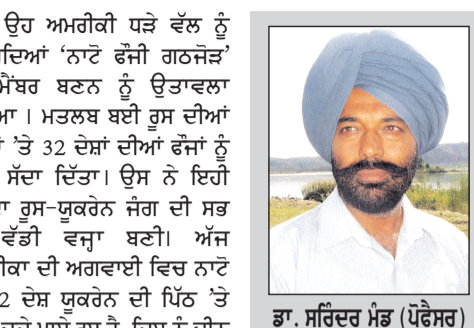 ਉਹ ਅਮਰੀਕੀ ਧੜੇ ਵੱਲ ਨੂੰ
ਦਿਆਂ ‘ਨਾਟੋ ਫੌਜੀ ਗਠਜੋੜ’
ਮੈਂਬਰ ਬਣਨ ਨੂੰ ਉਤਾਵਲਾ
ਆ । ਮਤਲਬ ਬਈ ਰੂਸ ਦੀਆਂ
’ਤੇ 32 ਦੇਸ਼ਾਂ ਦੀਆਂ ਫੌਜਾਂ ਨੂੰ
ਸੱਦਾ ਦਿੱਤਾ। ਉਸ ਨੇ ਇਹੀ
ਰੂਸ-ਯੂਕਰੇਨ ਜੰਗ ਦੀ ਸਭ
ਵੱਡੀ ਵਜ੍ਹਾ ਬਣੀ। ਅੱਜ
ੀਕਾ ਦੀ ਅਗਵਾਈ ਵਿਚ ਨਾਟੋ
2 ਦੇਸ਼ ਯੂਕਰੇਨ ਦੀ ਪਿੱਠ ’ਤੇ
ਡਾ. ਸੁਰਿੰਦਰ ਮੰਡ (ਪ੍ਰੋਫੈਸਰ)